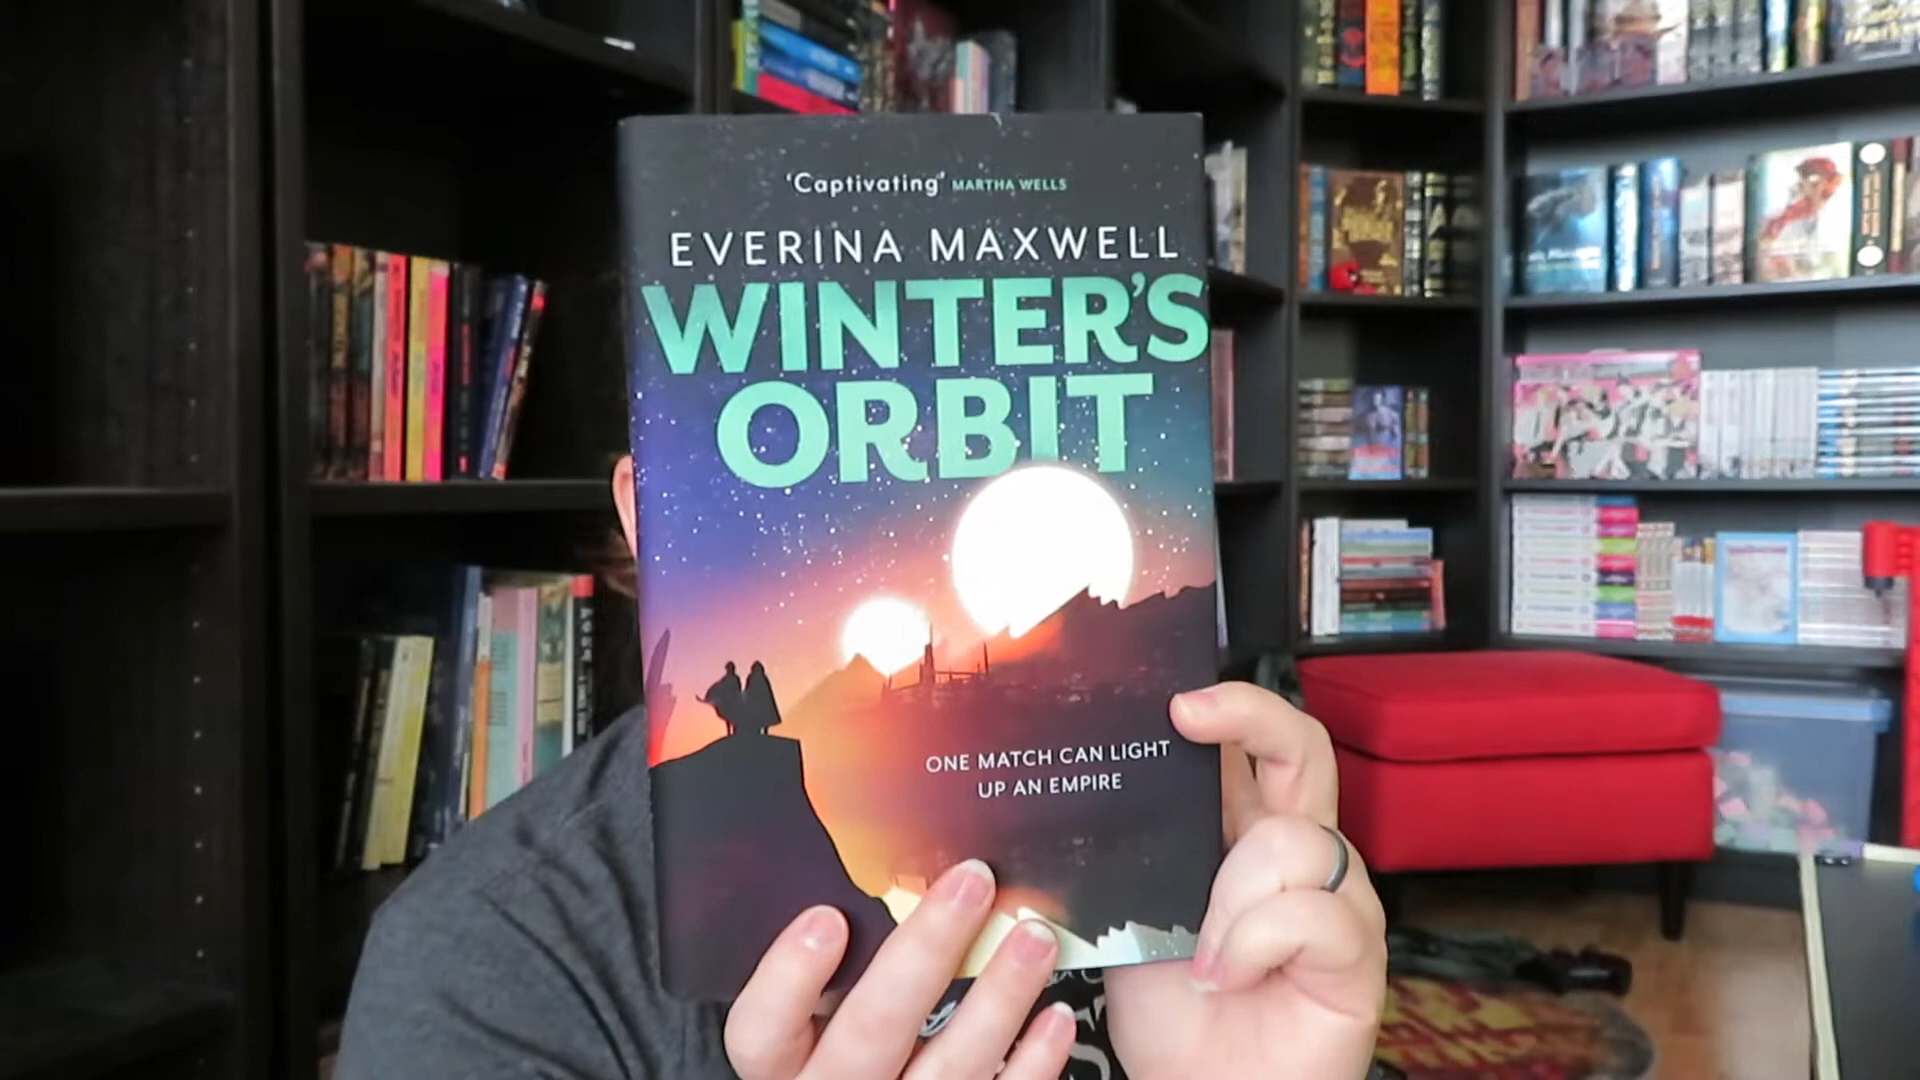 ‘Captivating’ MARTHA WELLS
EVERINA MAXWELL
WINTER’S
ORBIT
ONE MATCH CAN LIGHT
UP AN EMPIRE